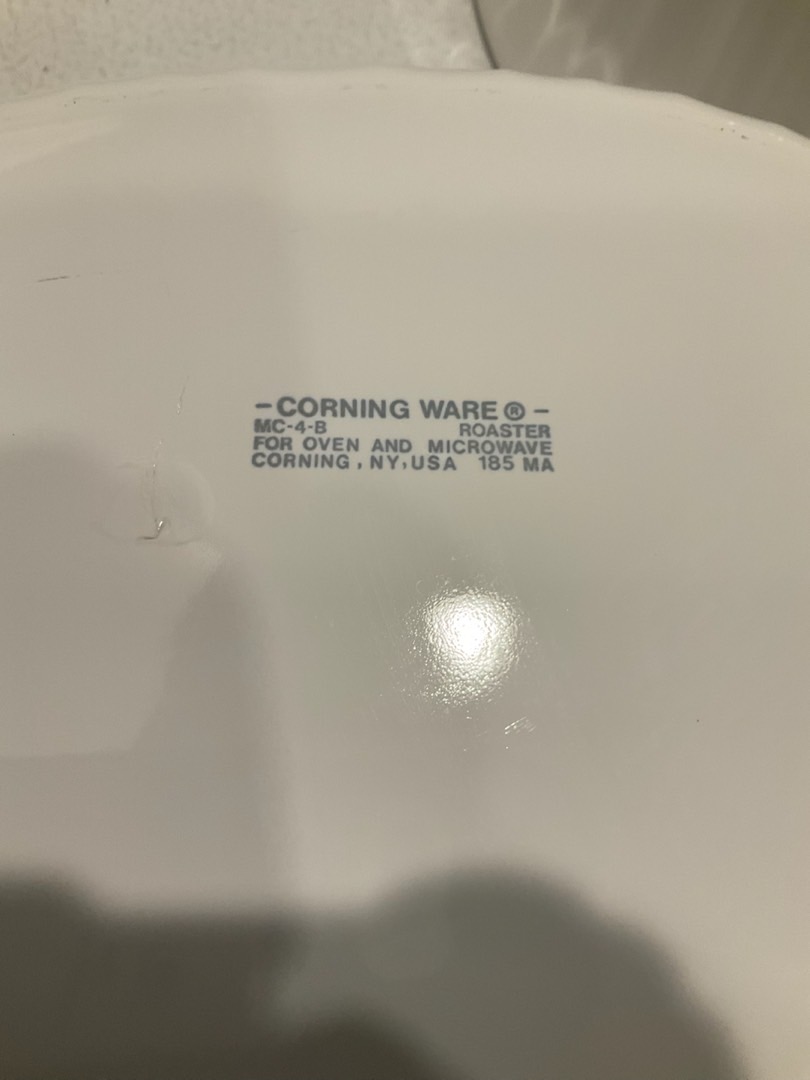 -CORNING WARE®-
MC-4-B ROASTER
FOR OVEN AND MICROWAVE
CORNING, NY, USA 185 MA